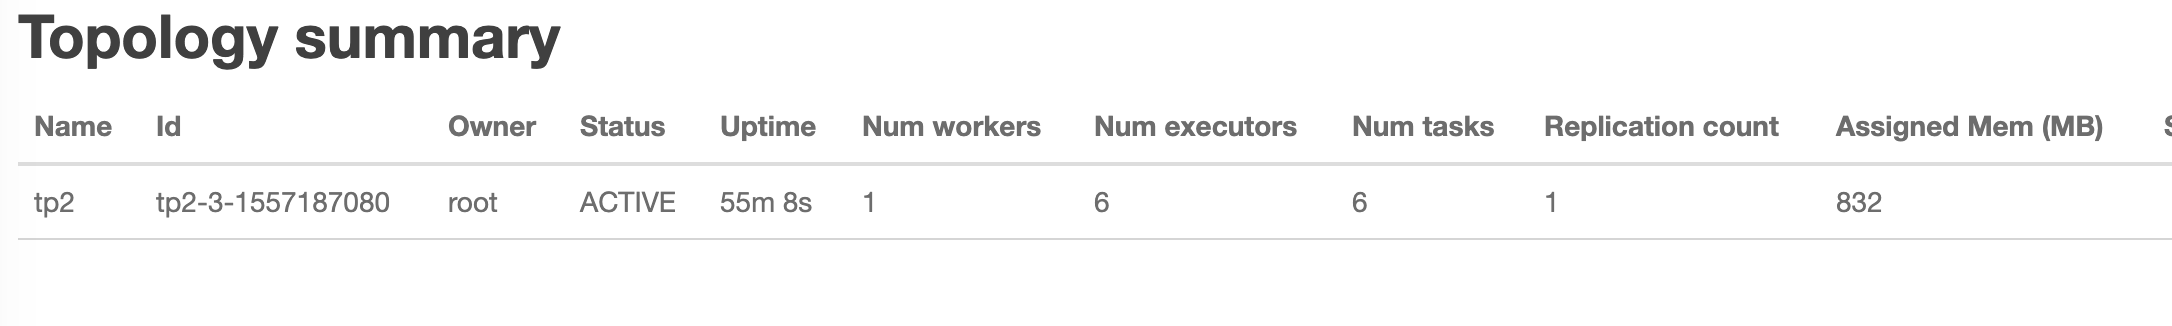 Topology summary
Name Id Owner Status Uptime Num workers Num executors Num tasks Replication count Assigned Mem (MB)
tp2 tp2-3-1557187080 root ACTIVE 55m 8s 1 6 6 1 832